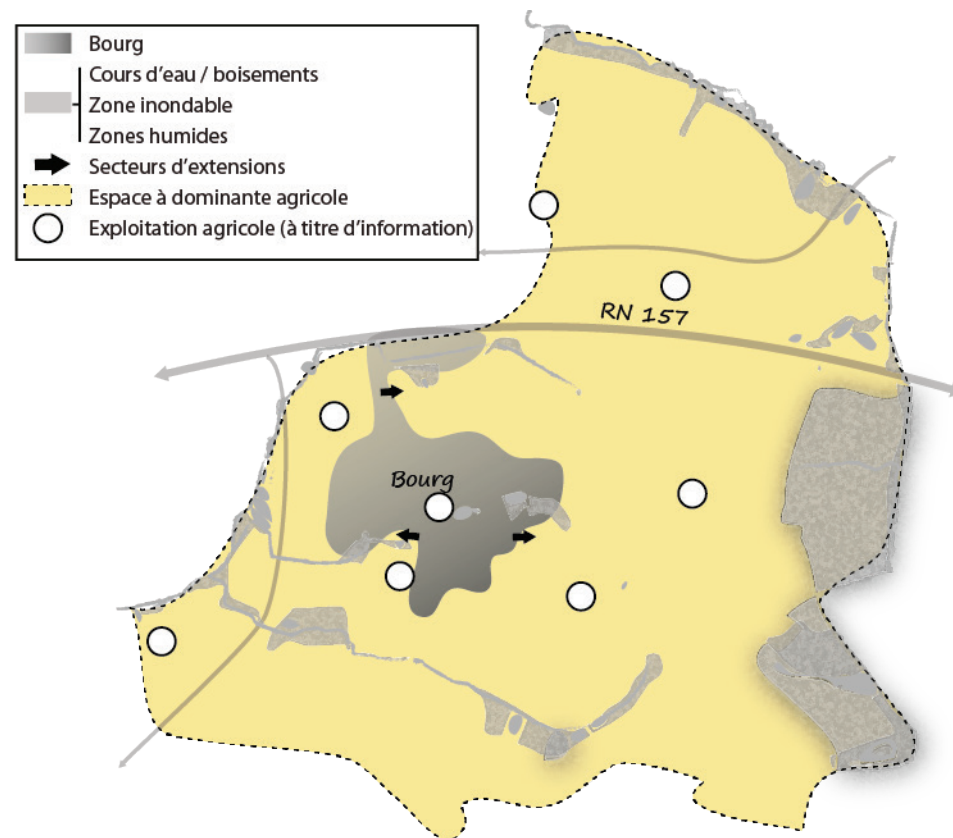 Bourg
Cours d'eau / boisements
Zone inondable
Zones humides
Secteurs d'extensions
Espace à dominante agricole
Exploitation agricole (à titre d'information)
RN 157
Bourg